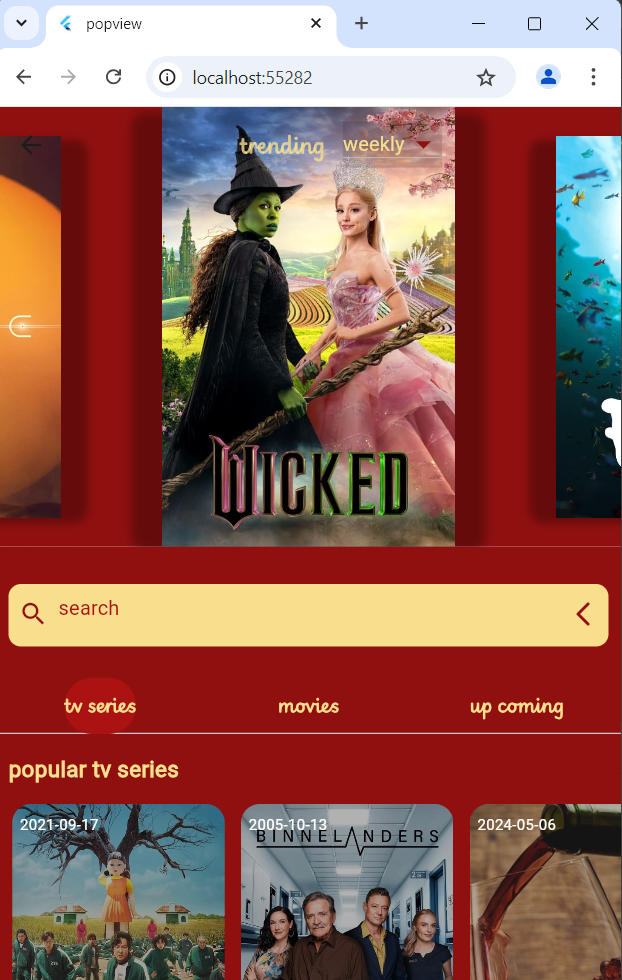 popview
localhost:55282
trending weekly
WICKED
search
tv series movies up coming
popular tv series
2021-09-17 2005-10-13 2024-05-06
BINNELANDERS